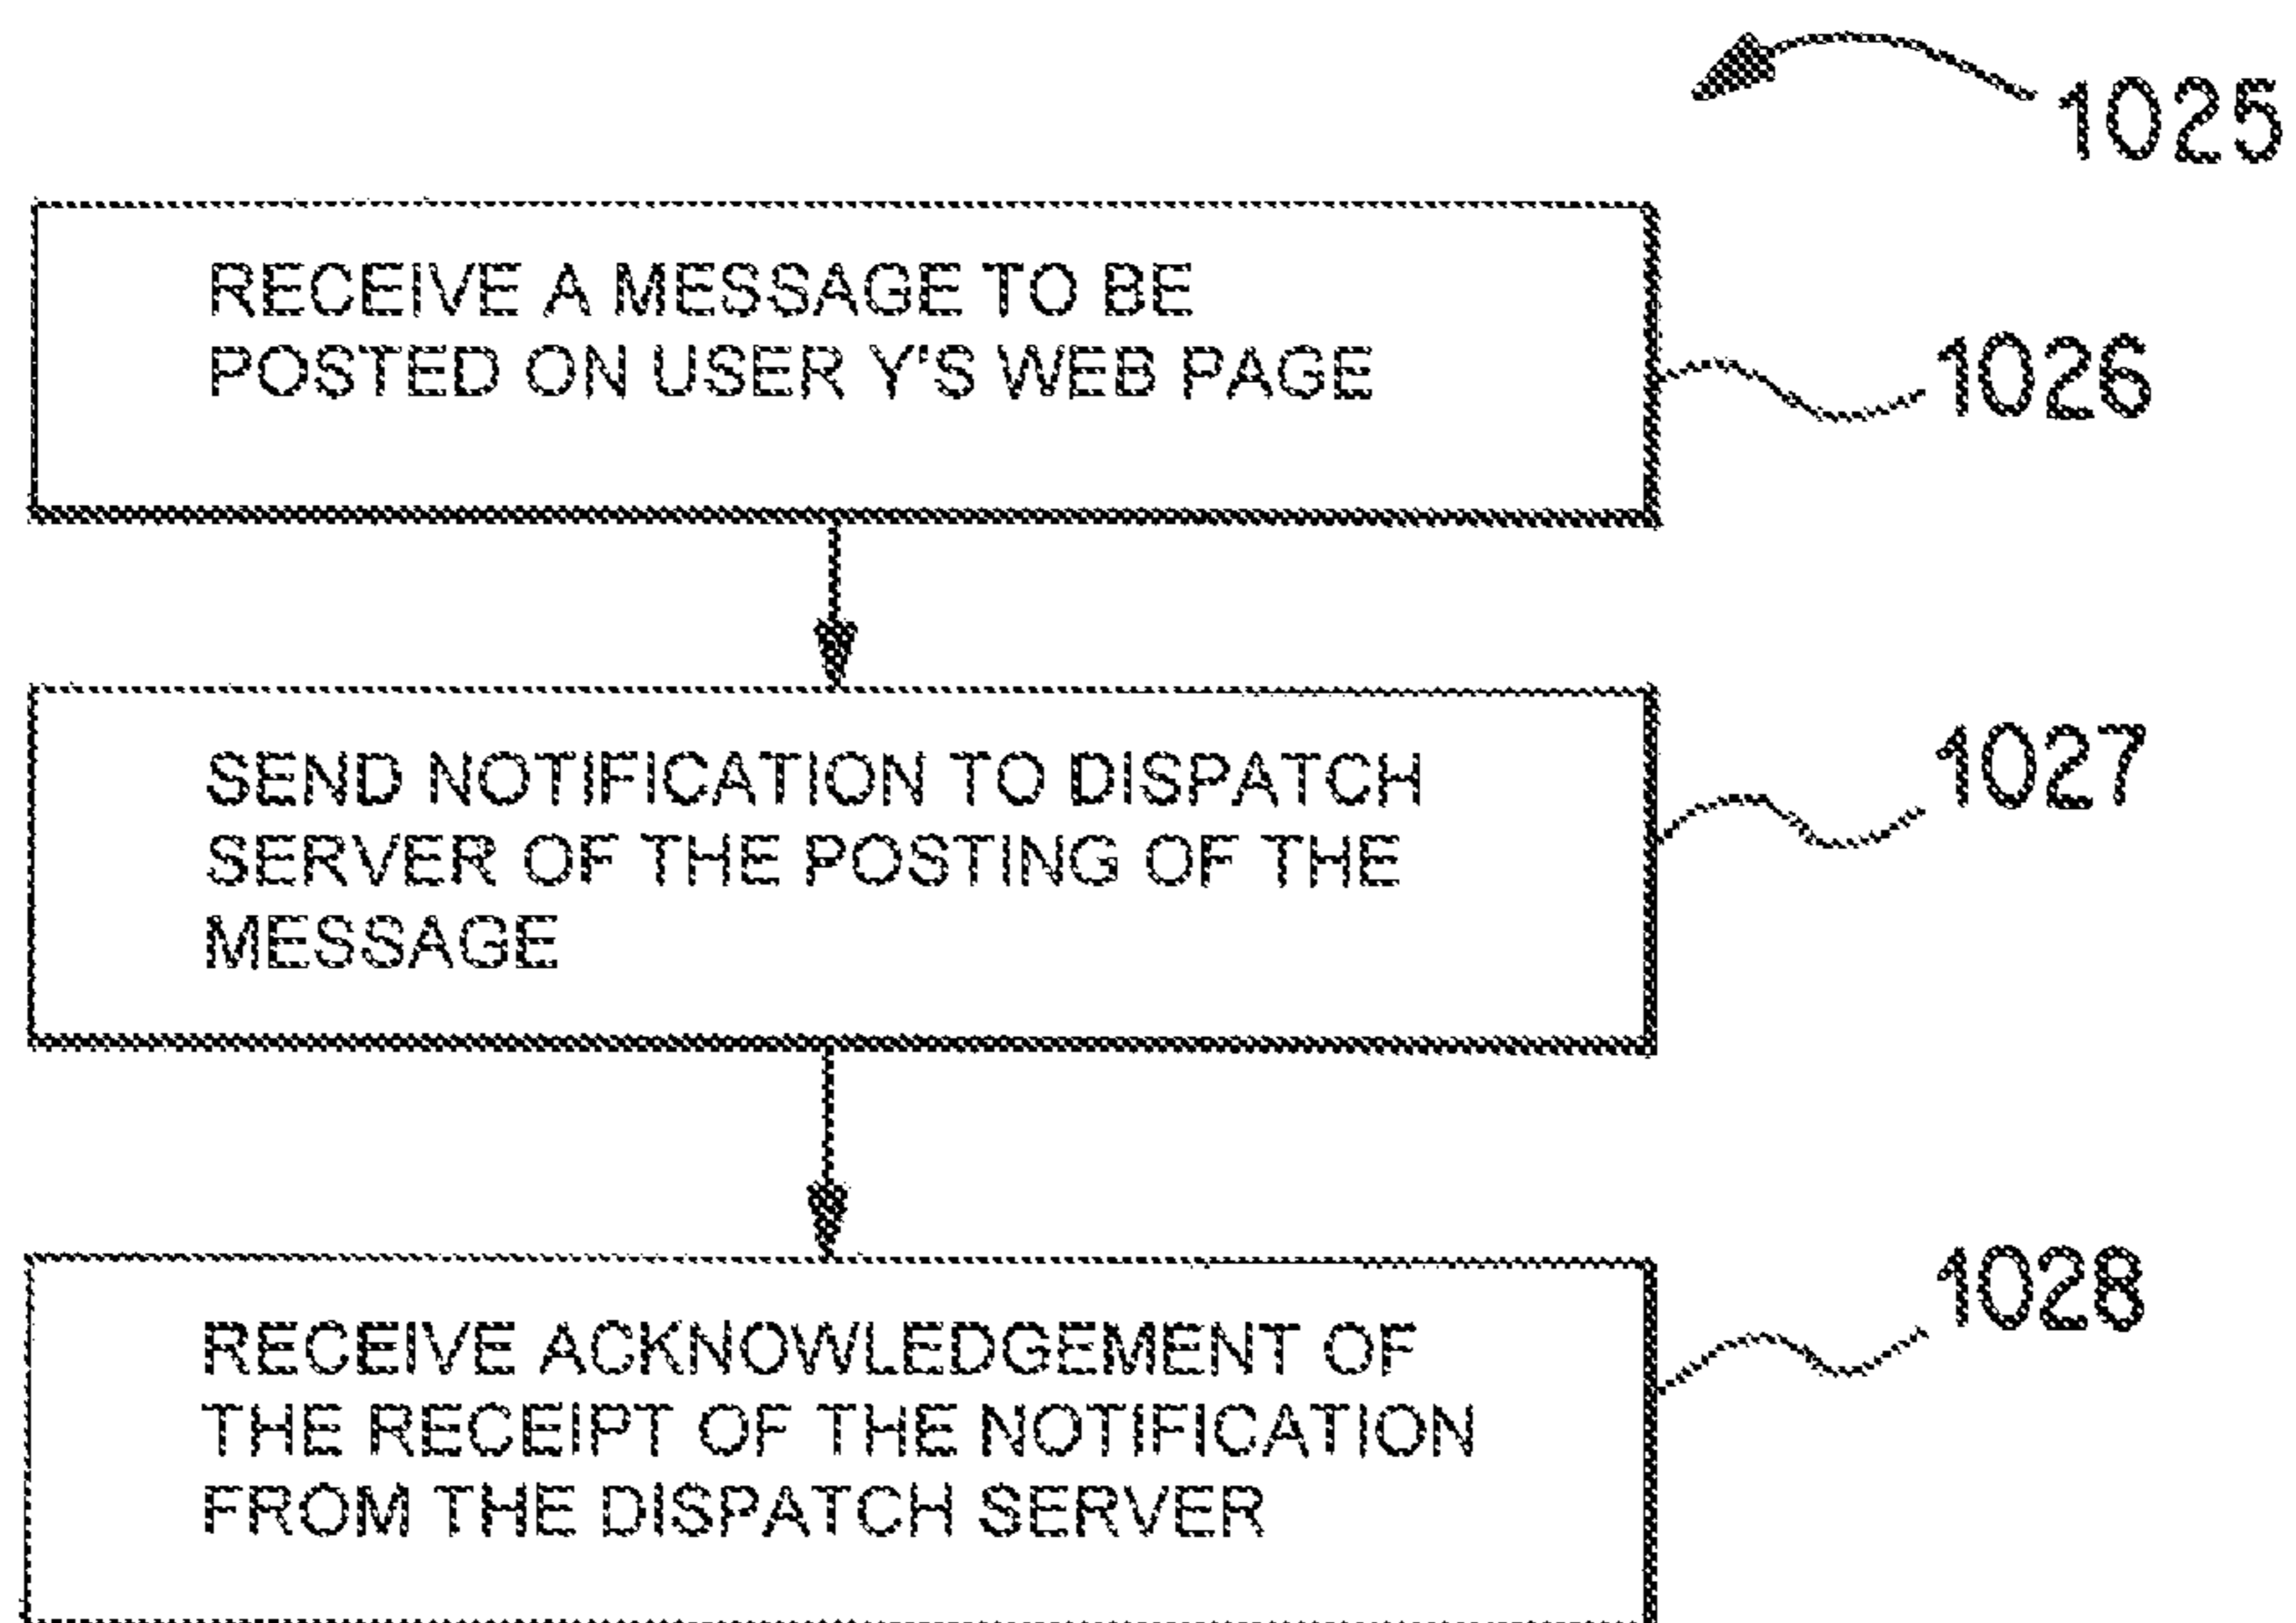 1025
RECEIVE A MESSAGE TO BE
POSTED ON USER Y'S WEB PAGE
1026
SEND NOTIFICATION TO DISPATCH
SERVER OF THE POSTING OF THE
MESSAGE
1027
RECEIVE ACKNOWLEDGEMENT OF
THE RECEIPT OF THE NOTIFICATION
FROM THE DISPATCH SERVER
1028